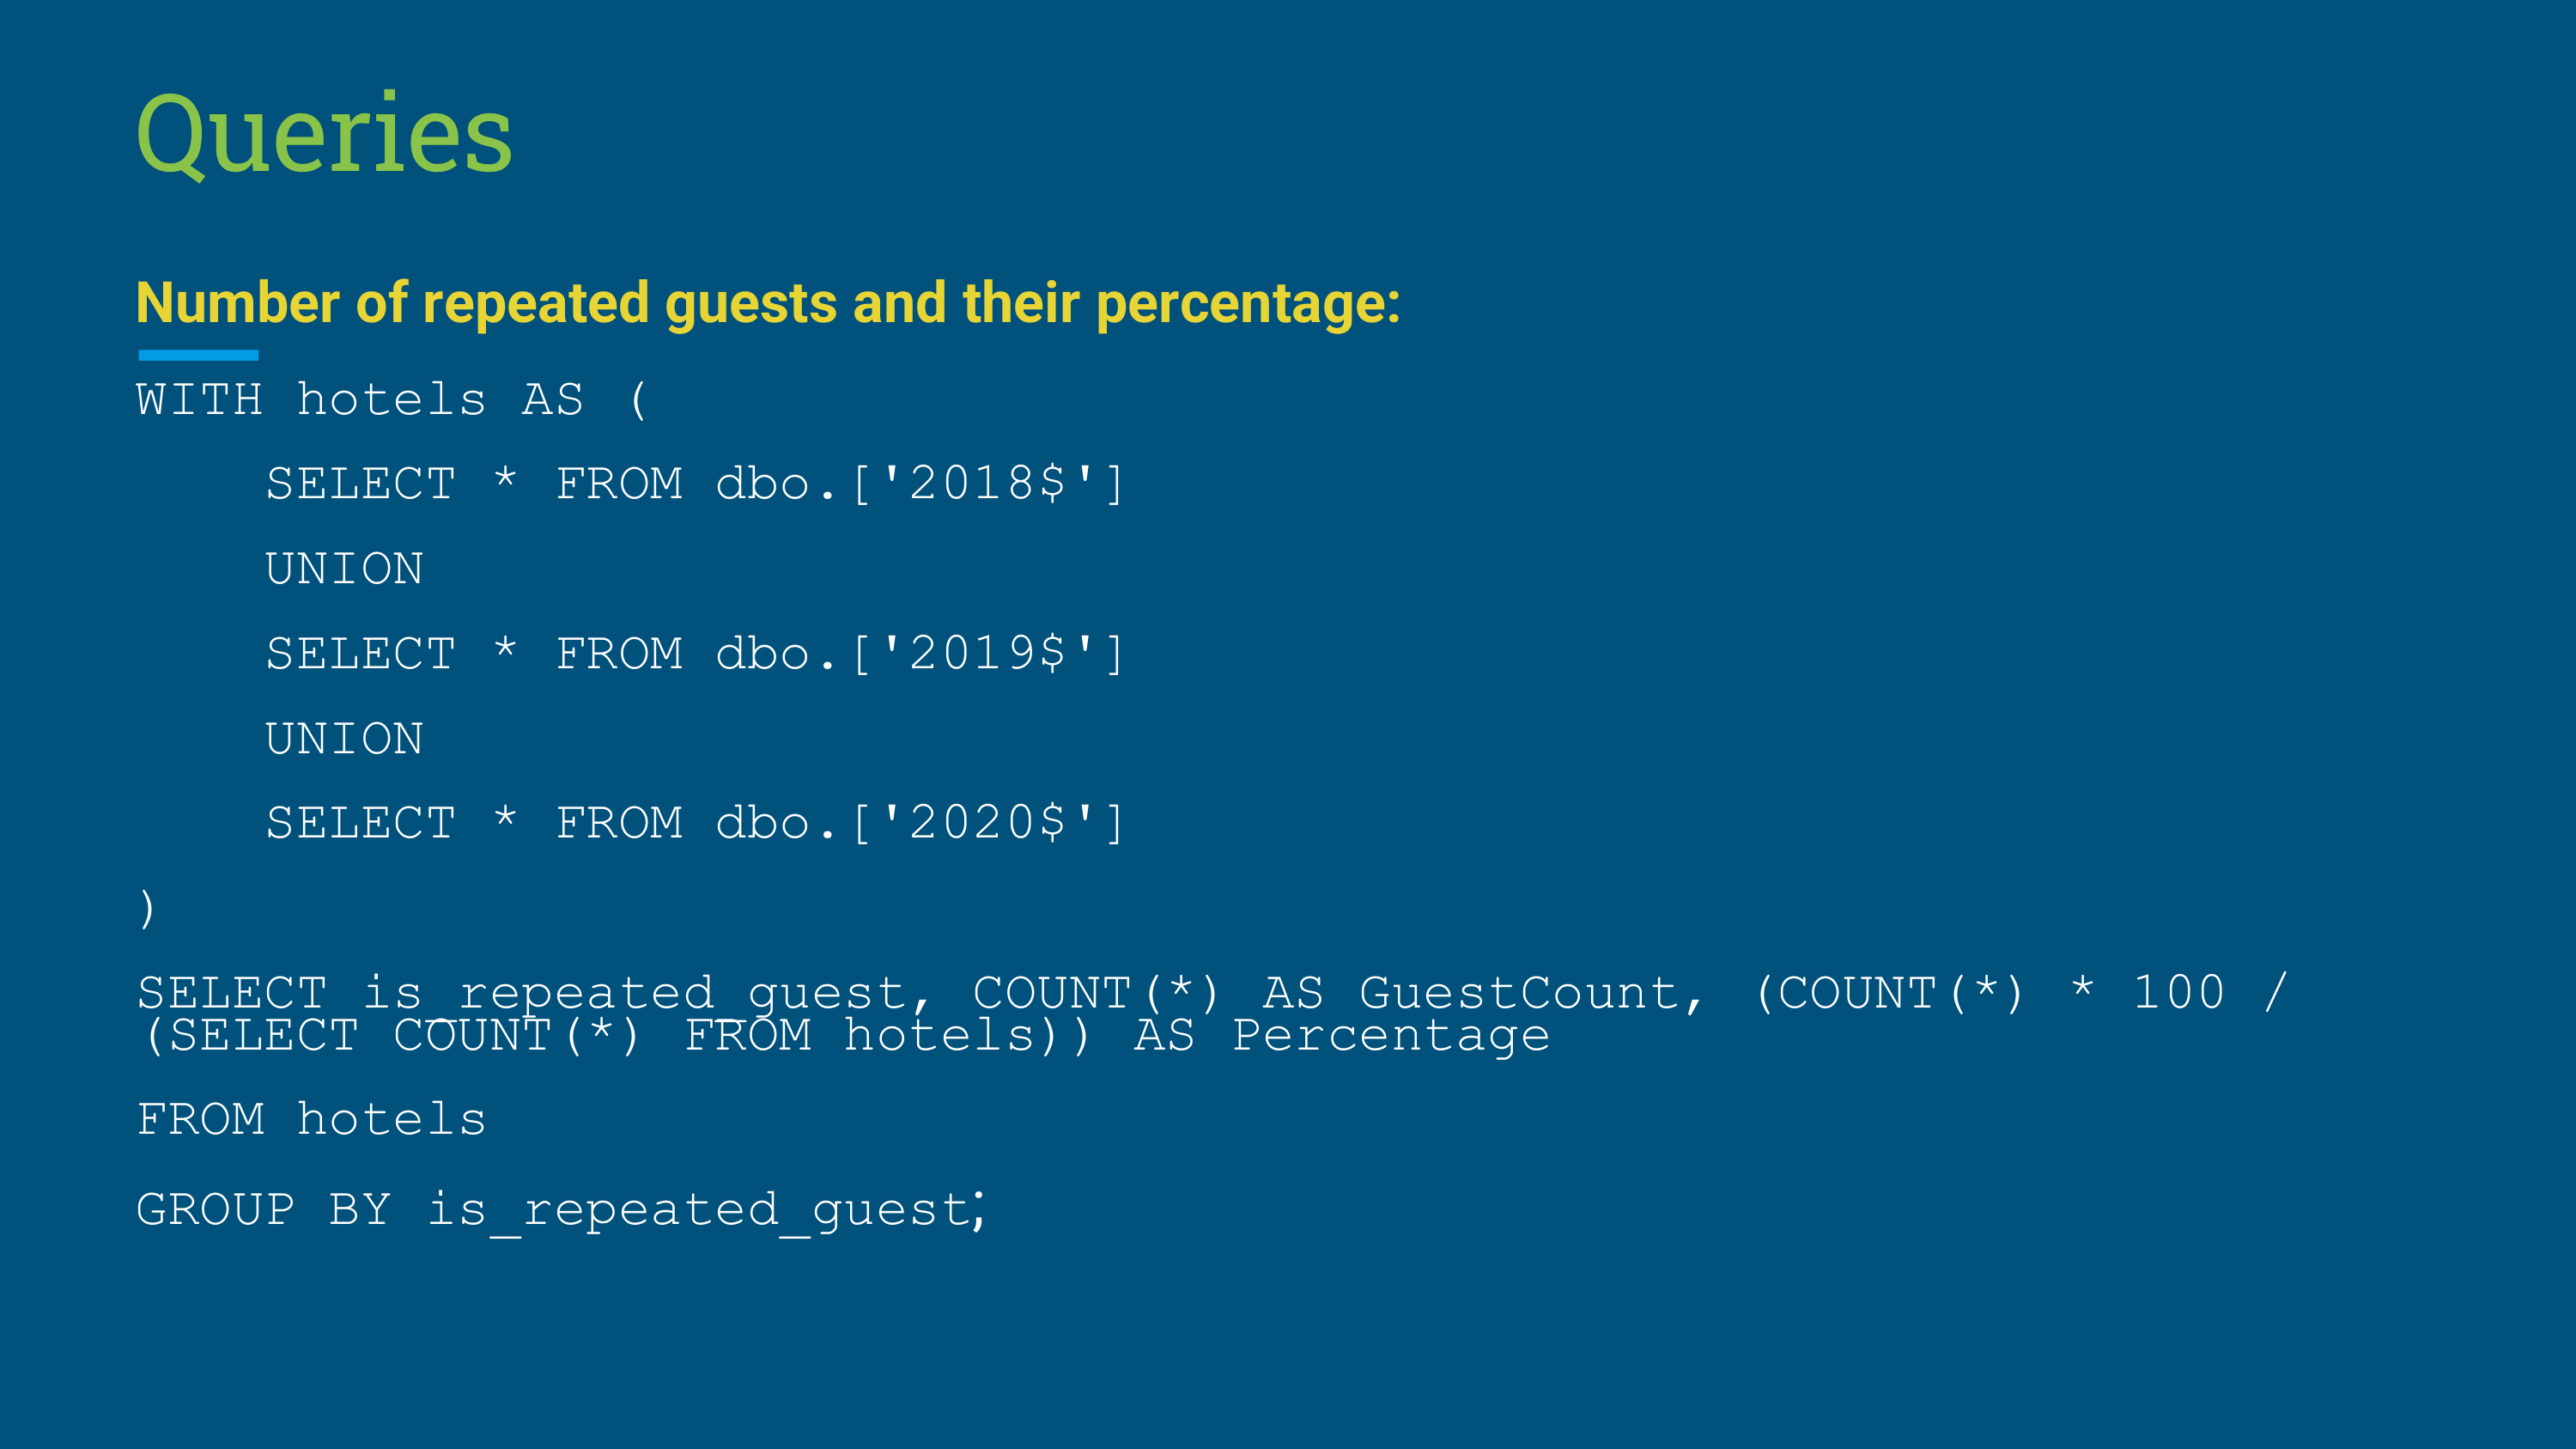 Queries
Number of repeated guests and their percentage:
WITH hotels AS (
    SELECT * FROM dbo.['2018$']
    UNION
    SELECT * FROM dbo.['2019$']
    UNION
    SELECT * FROM dbo.['2020$']
)
SELECT is_repeated_guest, COUNT(*) AS GuestCount, (COUNT(*) * 100 /
(SELECT COUNT(*) FROM hotels)) AS Percentage
FROM hotels
GROUP BY is_repeated_guest;